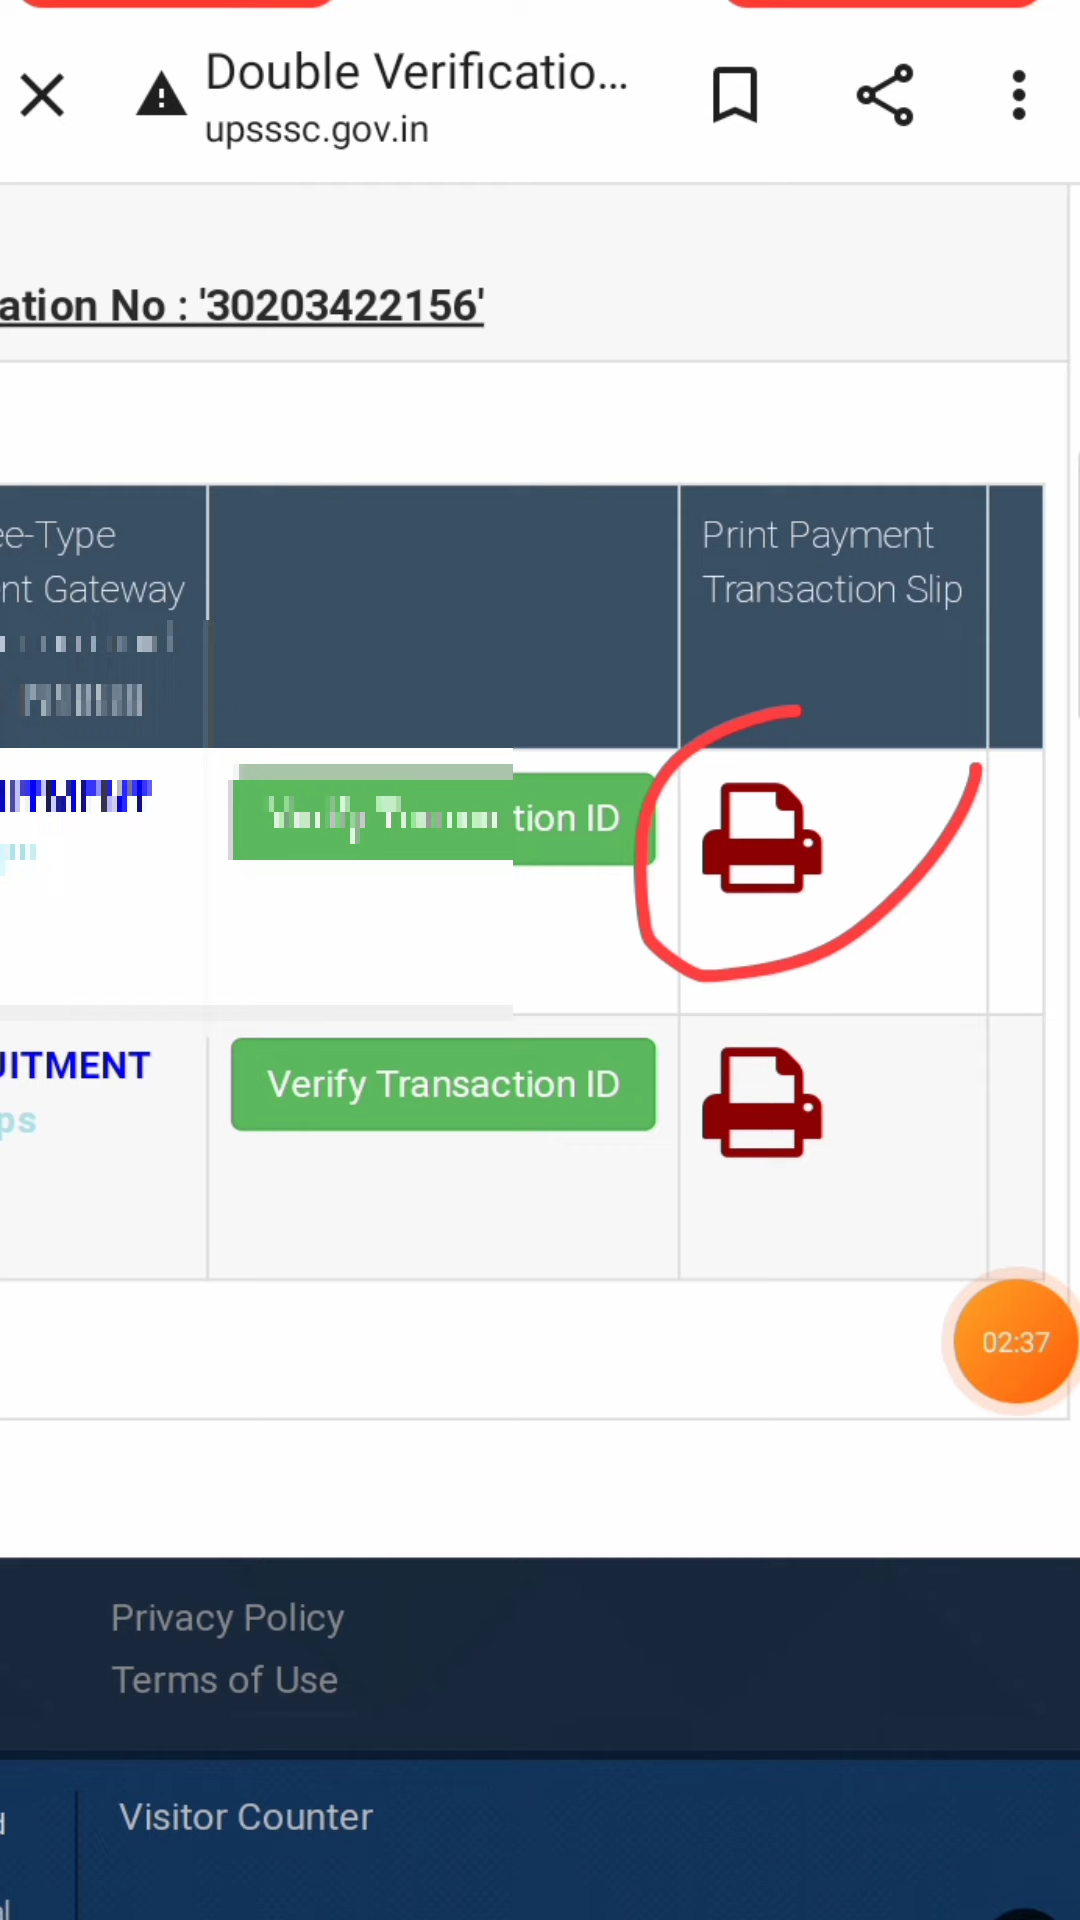 Double Verificatio...
upsssc.gov.in
ation No : '30203422156'
ee-Type
nt Gateway
Print Payment
Transaction Slip
tion ID
UITMENT
Verify Transaction ID
ps
02:37
Privacy Policy
Terms of Use
Visitor Counter